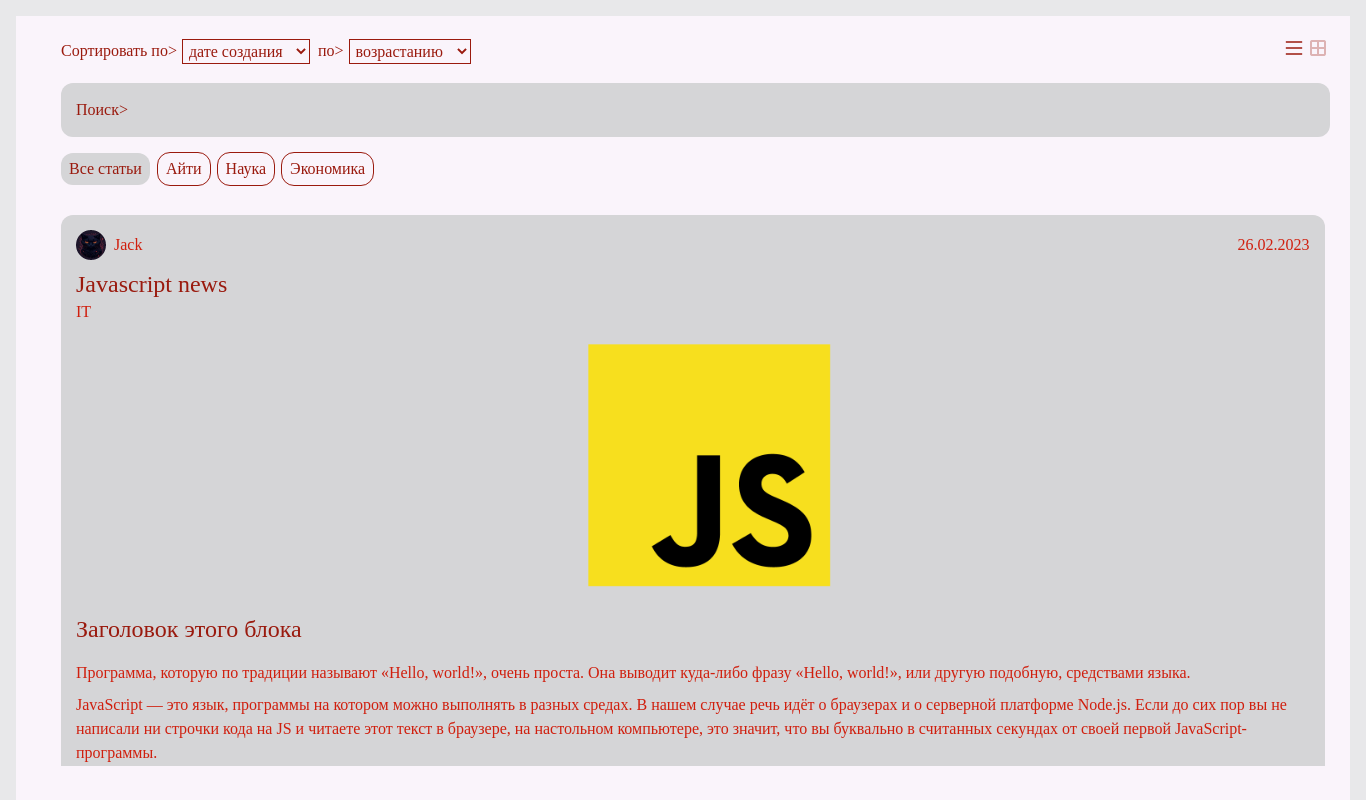 Сортировать по> дате создания по> возрастанию
Поиск>
Все статьи Айти Наука Экономика
Jack 26.02.2023
Javascript news
IT
JS
Заголовок этого блока
Программа, которую по традиции называют «Hello, world!», очень проста. Она выводит куда-либо фразу «Hello, world!», или другую подобную, средствами языка.
JavaScript — это язык, программы на котором можно выполнять в разных средах. В нашем случае речь идёт о браузерах и о серверной платформе Node.js. Если до сих пор вы не
написали ни строчки кода на JS и читаете этот текст в браузере, на настольном компьютере, это значит, что вы буквально в считанных секундах от своей первой JavaScript-
программы.